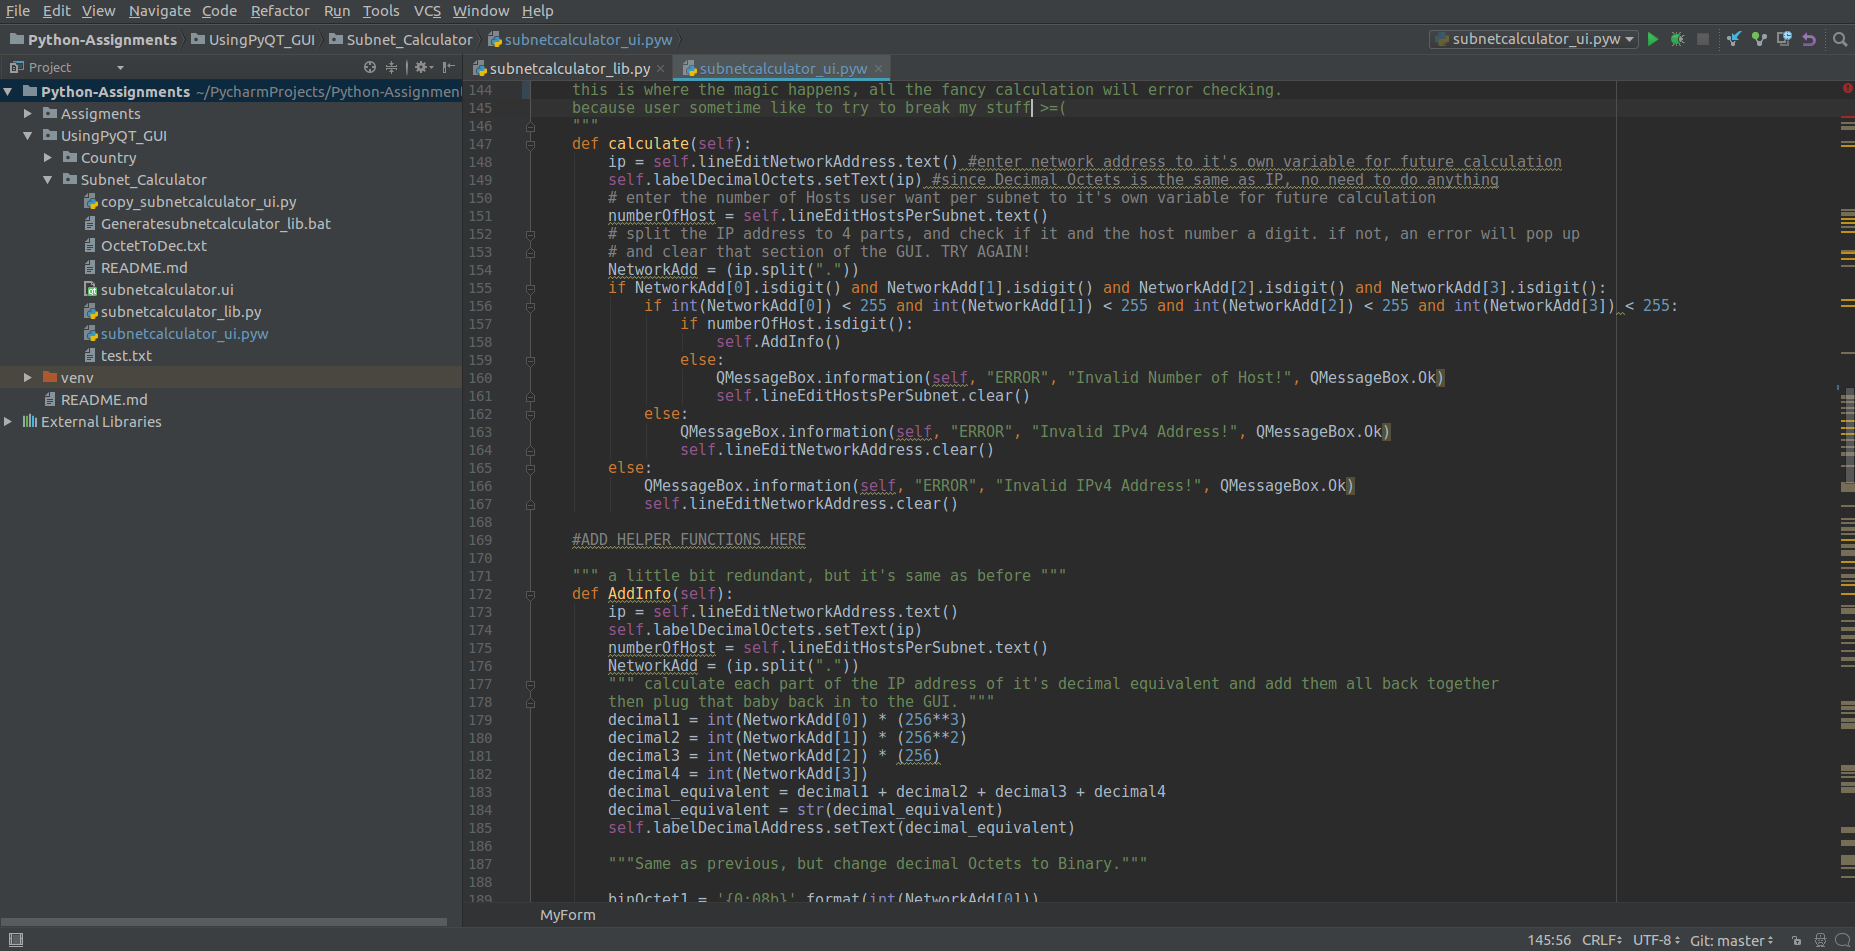 File Edit View Navigate Code Refactor Run Tools VCS Window Help
Python-Assignments UsingPyQT_GUI Subnet_Calculator subnetcalculator_ui.pyw subnetcalculator_ui.pyw
Project subnetcalculator_lib.py subnetcalculator_ui.pyw
Python-Assignments ~/PycharmProjects/Python-Assignment
Assigments
UsingPyQT_GUI
Country
Subnet_Calculator
copy_subnetcalculator_ui.py
Generatesubnetcalculator_lib.bat
OctetToDec.txt
README.md
subnetcalculator.ui
subnetcalculator_lib.py
subnetcalculator_ui.pyw
test.txt
venv
README.md
External Libraries
144 this is where the magic happens, all the fancy calculation will error checking.
145 because user sometime like to try to break my stuff >=(
146 """
147 def calculate(self):
148 ip = self.lineEditNetworkAddress.text() #enter network address to it's own variable for future calculation
149 self.labelDecimalOctets.setText(ip) #since Decimal Octets is the same as IP, no need to do anything
150 # enter the number of Hosts user want per subnet to it's own variable for future calculation
151 numberOfHost = self.lineEditHostsPerSubnet.text()
152 # split the IP address to 4 parts, and check if it and the host number a digit. if not, an error will pop up
153 # and clear that section of the GUI. TRY AGAIN!
154 NetworkAdd = (ip.split("."))
155 if NetworkAdd[0].isdigit() and NetworkAdd[1].isdigit() and NetworkAdd[2].isdigit() and NetworkAdd[3].isdigit():
156 if int(NetworkAdd[0]) < 255 and int(NetworkAdd[1]) < 255 and int(NetworkAdd[2]) < 255 and int(NetworkAdd[3]) < 255:
157 if numberOfHost.isdigit():
158 self.AddInfo()
159 else:
160 QMessageBox.information(self, "ERROR", "Invalid Number of Host!", QMessageBox.Ok)
161 self.lineEditHostsPerSubnet.clear()
162 else:
163 QMessageBox.information(self, "ERROR", "Invalid IPv4 Address!", QMessageBox.Ok)
164 self.lineEditNetworkAddress.clear()
165 else:
166 QMessageBox.information(self, "ERROR", "Invalid IPv4 Address!", QMessageBox.Ok)
167 self.lineEditNetworkAddress.clear()
168
169 #ADD HELPER FUNCTIONS HERE
170
171 """ a little bit redundant, but it's same as before """
172 def AddInfo(self):
173 ip = self.lineEditNetworkAddress.text()
174 self.labelDecimalOctets.setText(ip)
175 numberOfHost = self.lineEditHostsPerSubnet.text()
176 NetworkAdd = (ip.split("."))
177 """ calculate each part of the IP address of it's decimal equivalent and add them all back together
178 then plug that baby back in to the GUI. """
179 decimal1 = int(NetworkAdd[0]) * (256**3)
180 decimal2 = int(NetworkAdd[1]) * (256**2)
181 decimal3 = int(NetworkAdd[2]) * (256)
182 decimal4 = int(NetworkAdd[3])
183 decimal_equivalent = decimal1 + decimal2 + decimal3 + decimal4
184 decimal_equivalent = str(decimal_equivalent)
185 self.labelDecimalAddress.setText(decimal_equivalent)
186
187 """Same as previous, but change decimal Octets to Binary."""
188
189 binOctet1 = '{0:08b}'.format(int(NetworkAdd[0]))
MyForm
145:56 CRLF UTF-8 Git: master